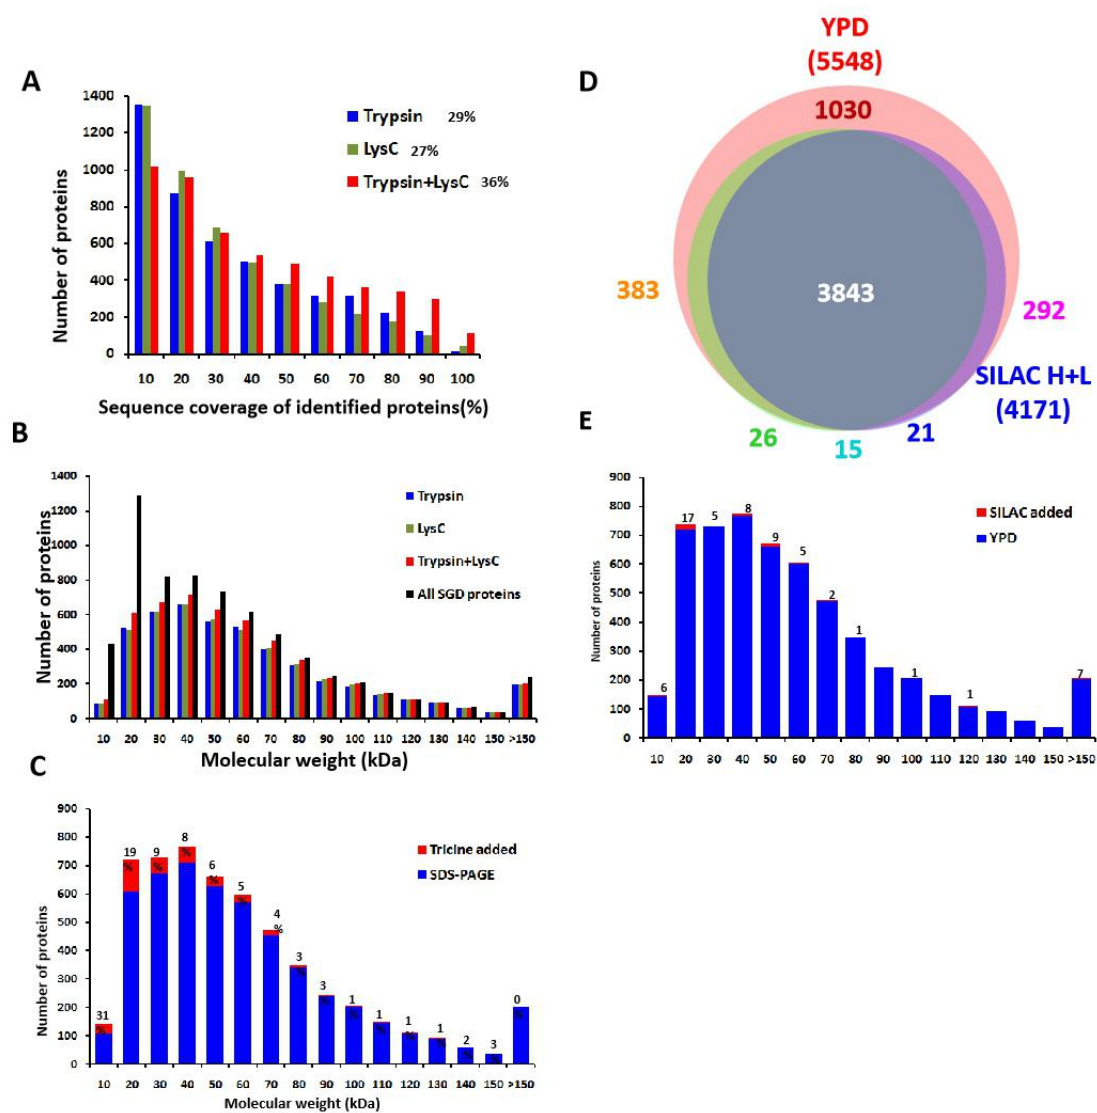 A
1400
1200
1000
800
600
400
200
0
Number of proteins
Trypsin 29%
LysC 27%
Trypsin+LysC 36%
10 20 30 40 50 60 70 80 90 100
Sequence coverage of identified proteins(%)
B
1400
1200
1000
800
600
400
200
0
Number of proteins
Trypsin
LysC
Trypsin+LysC
All SGD proteins
10 20 30 40 50 60 70 80 90 100 110 120 130 140 150 >150
Molecular weight (kDa)
C
900
800
700
600
500
400
300
200
100
0
Number of proteins
Tricine added
SDS-PAGE
31 %
19 %
9 %
8 %
6 %
5 %
4 %
3 %
3 %
1 %
1 %
1 %
1 %
2 %
3 %
0 %
10 20 30 40 50 60 70 80 90 100 110 120 130 140 150 >150
Molecular weight (kDa)
D
YPD
(5548)
1030
383
3843
292
SILAC H+L
(4171)
26
15
21
E
900
800
700
600
500
400
300
200
100
0
Number of proteins
SILAC added
YPD
6 17 5 8 9 5 2 1 1 1 7
10 20 30 40 50 60 70 80 90 100 110 120 130 140 150 >150